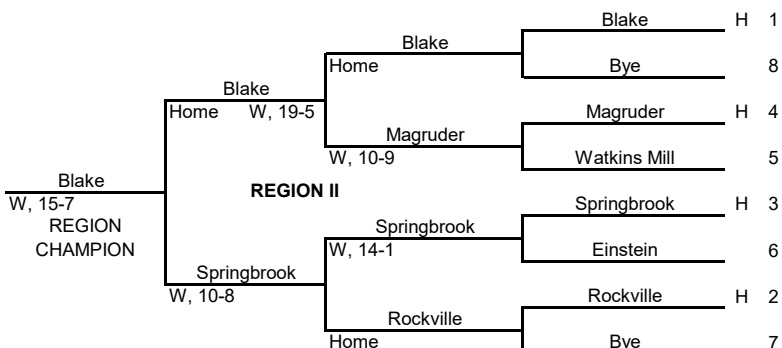 Blake H 1
Blake
Home Bye 8
Blake
Home W, 19-5 Magruder H 4
Magruder
W, 10-9 Watkins Mill 5
Blake
REGION II
W, 15-7
Springbrook H 3
REGION
Springbrook
CHAMPION
W, 14-1 Einstein 6
Springbrook
W, 10-8 Rockville H 2
Rockville
Home Bye 7